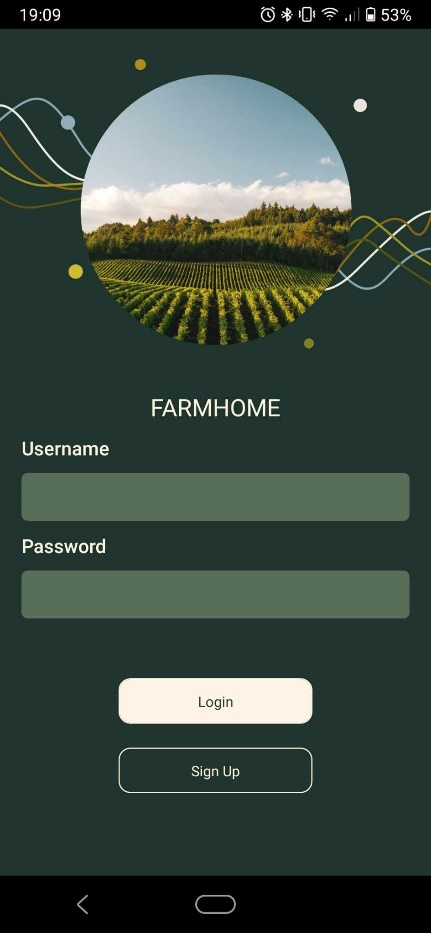 19:09
53%
FARMHOME
Username
Password
Login
Sign Up